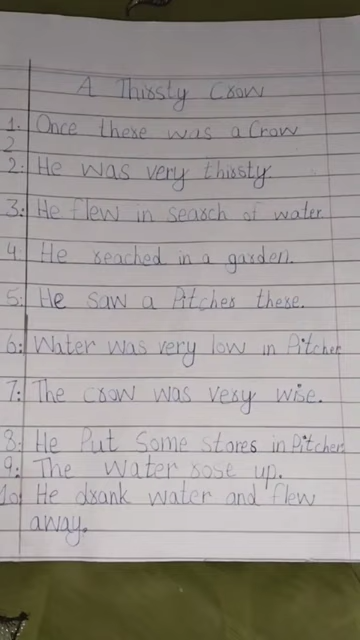 A Thirsty Crow
1. Once there was a Crow
2
2. He was very thirsty.
3. He flew in search of water
4. He reached in a garden.
5. He saw a Pitcher there.
6. Water was very low in Pitcher
7. The crow was very wise.
8. He Put Some stores in Pitcher
9. The water rose up.
10. He drank water and flew
away.